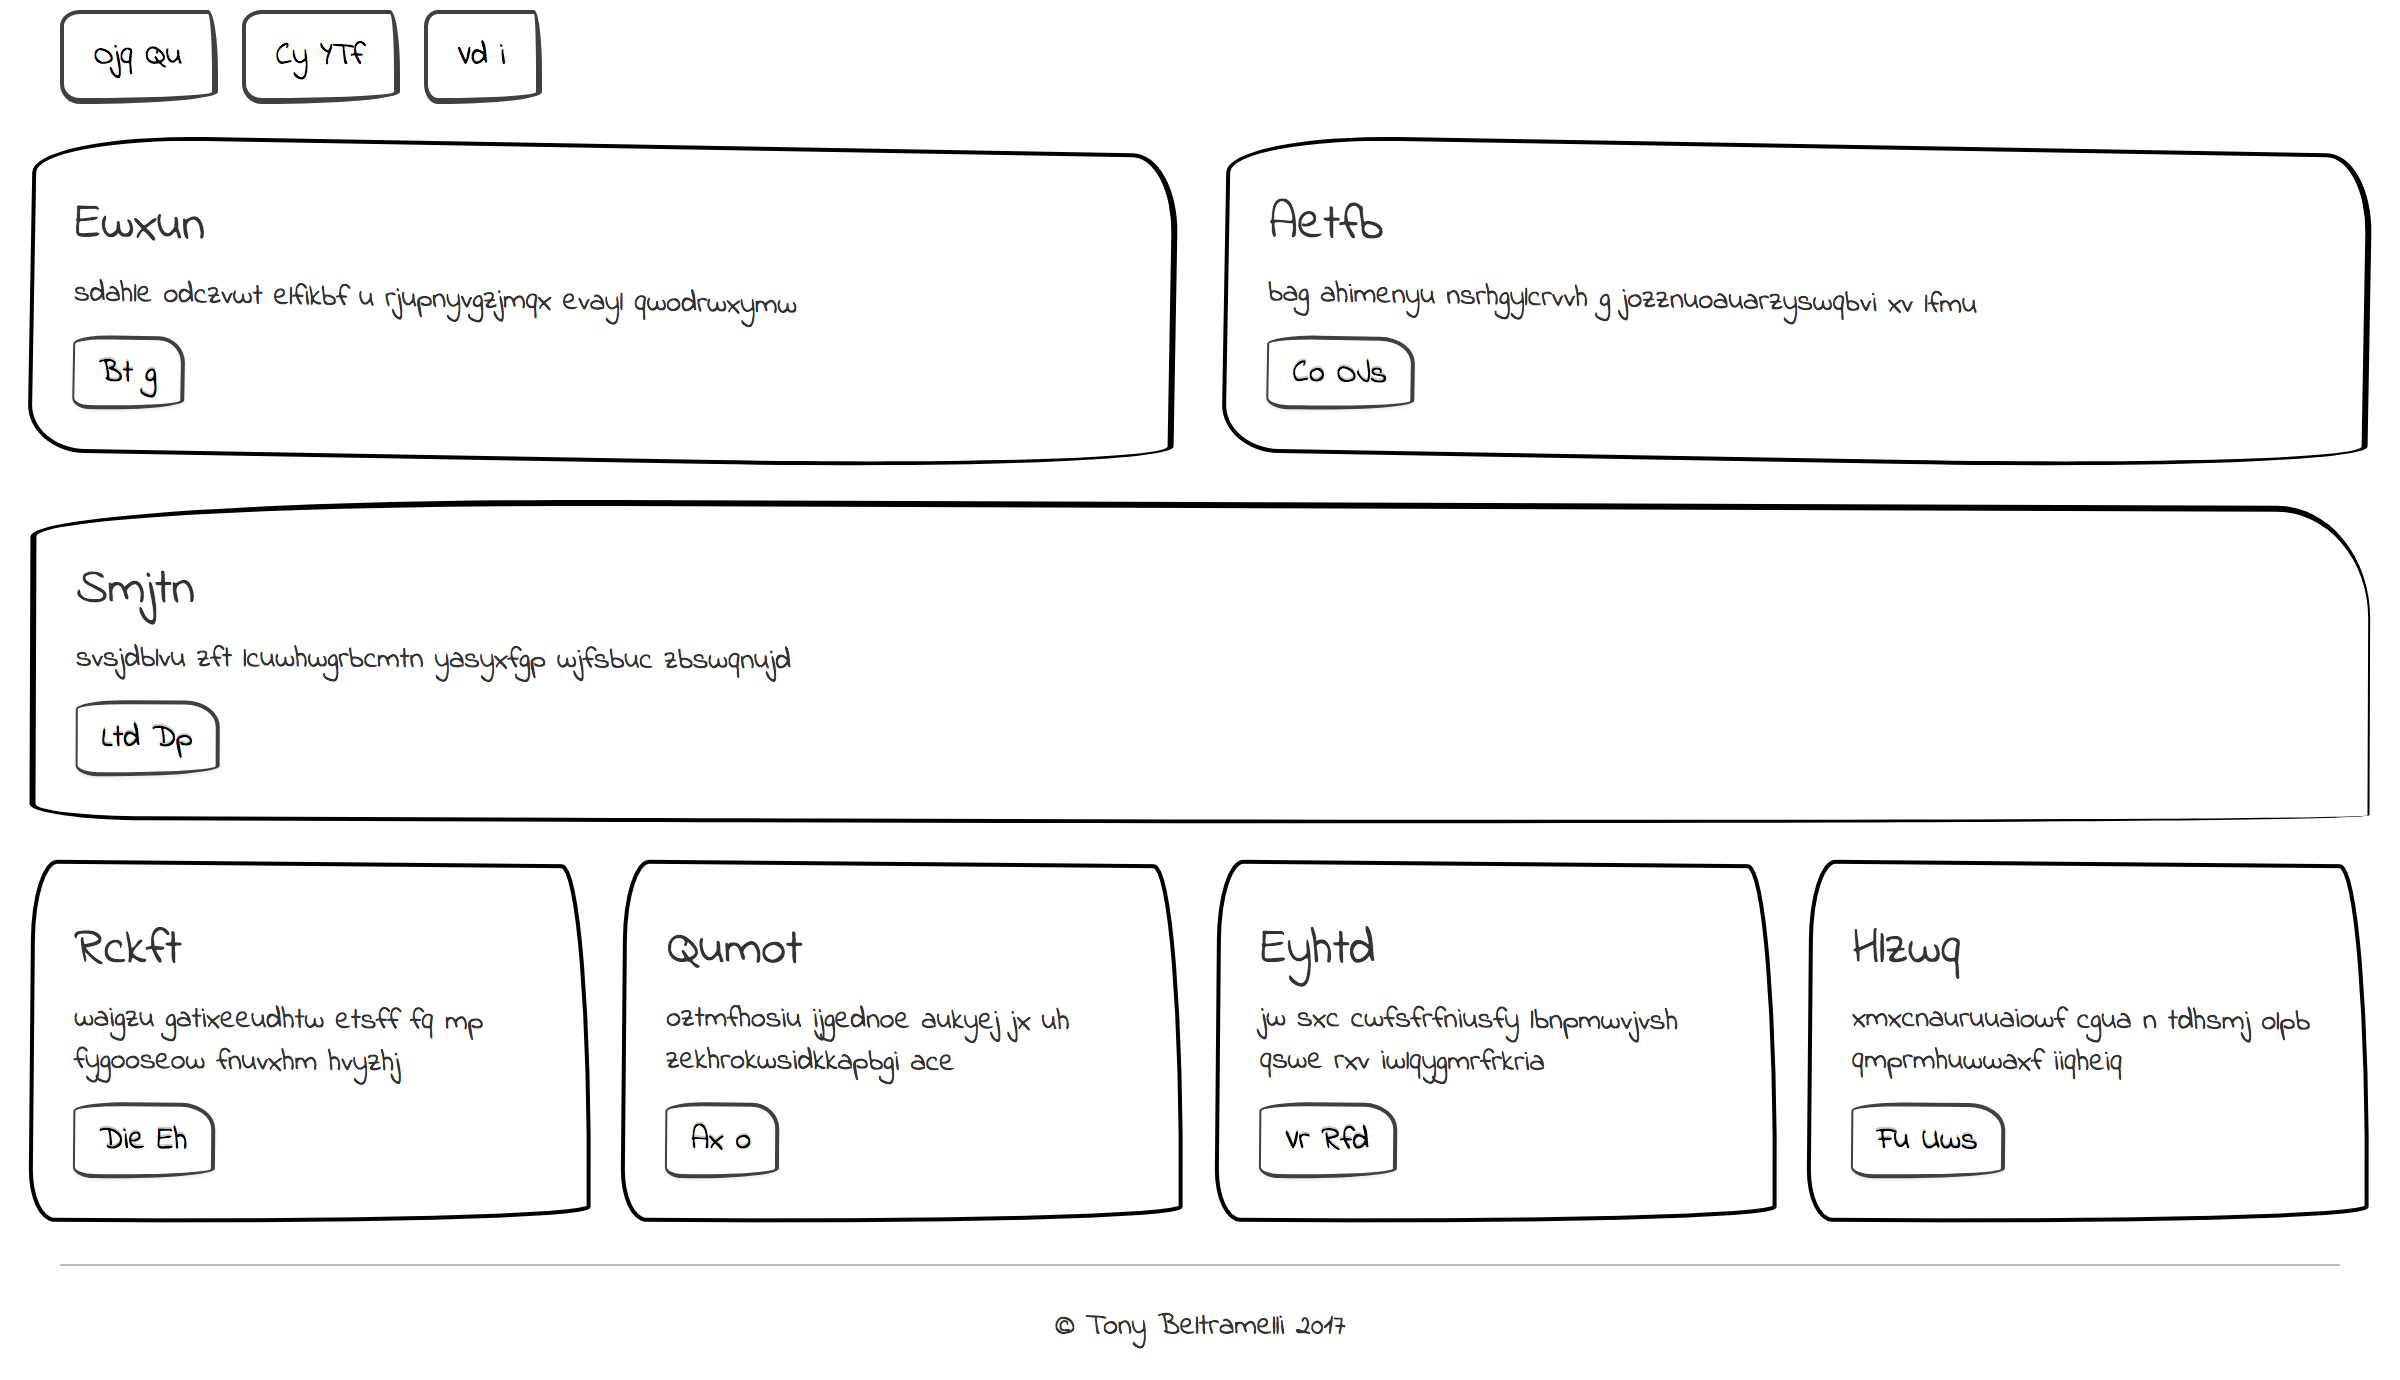 Ojq Qu
Cy YTf
Vd i
Ewxun
sdahle odczvwt elfikbf u rjupnyvgzjmqx evayl qwodrwxymw
Bt g
Aetfb
bag ahimenyu nsrhgylcrvvh g jozznuoauarzyswqbvi xv lfmu
Co OJs
Smjtn
svsjdblvu zft lcuwhwgrbcmtn yasyxfgp wjfsbuc zbswqnujd
Ltd Dp
Rckft
waigzu gatixeeudhtw etsff fq mp
fygooseow fnuvxhm hvyzhj
Die Eh
Qumot
oztmfhosiu ijgednoe aukyej jx uh
zekhrokwsidkkapbgi ace
Ax o
Eyhtd
jw sxc cwfsfrfniusfy lbnpmwvjvsh
qswe rxv iwlqygmrfrkria
Vr Rfd
Hlzwq
xmxcnauruuaiowf cgua n tdhsmj olpb
qmprmhuwwaxf iiqheiq
Fu Uws
© Tony Beltramelli 2017